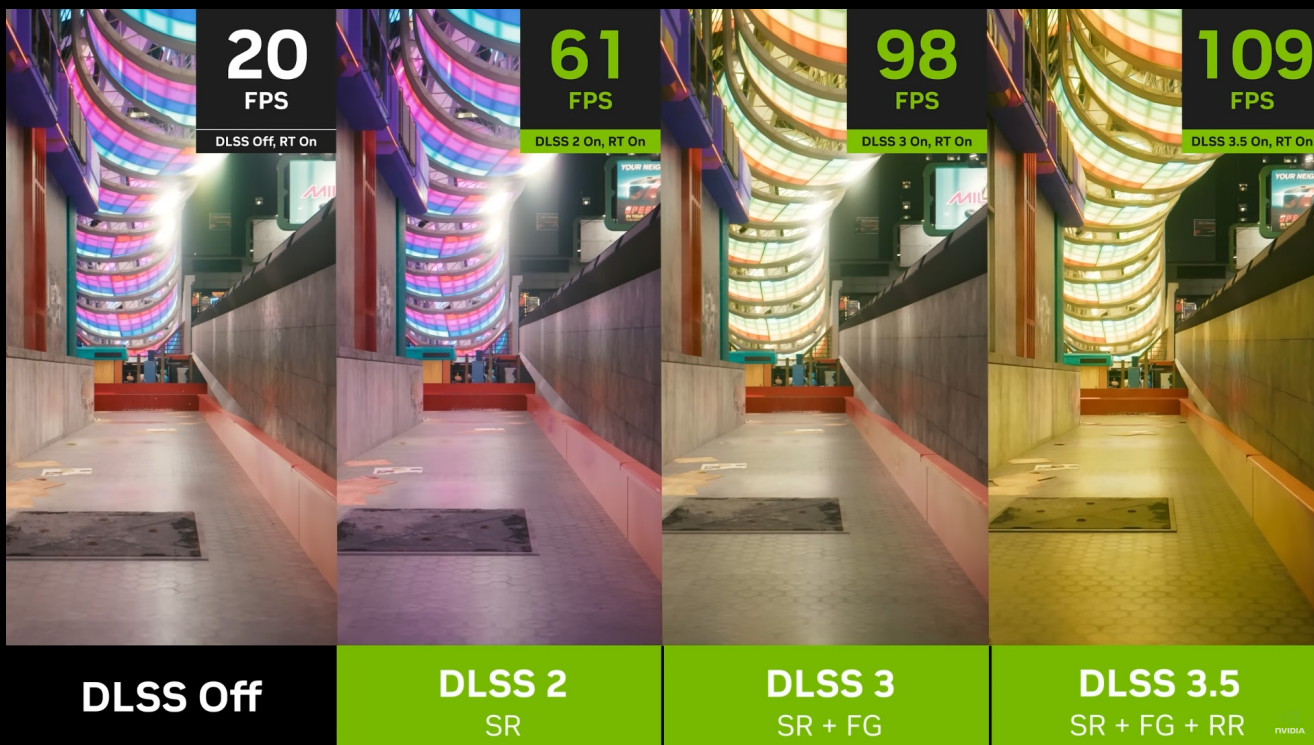 20
FPS
DLSS Off, RT On
61
FPS
DLSS 2 On, RT On
98
FPS
DLSS 3 On, RT On
109
FPS
DLSS 3.5 On, RT On
YOUR NEIG
DLSS Off
DLSS 2
SR
DLSS 3
SR + FG
DLSS 3.5
SR + FG + RR
NVIDIA